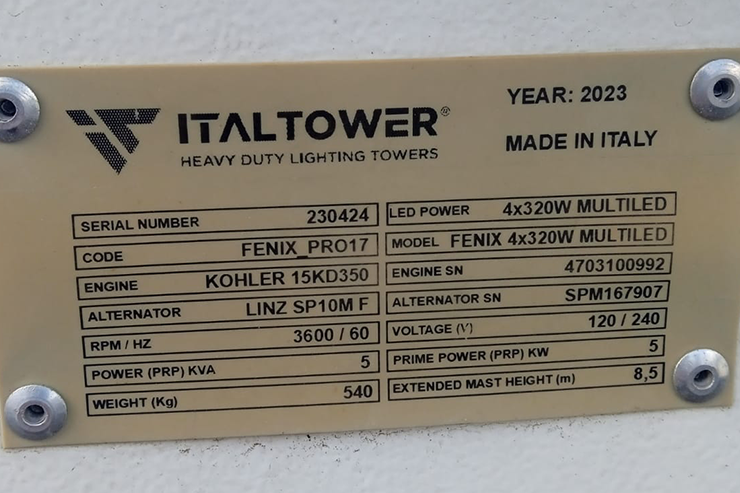 ITALTOWER®
HEAVY DUTY LIGHTING TOWERS
YEAR: 2023
MADE IN ITALY
SERIAL NUMBER 230424
CODE FENIX_PRO17
ENGINE KOHLER 15KD350
ALTERNATOR LINZ SP10M F
RPM / HZ 3600 / 60
POWER (PRP) KVA 5
WEIGHT (Kg) 540
LED POWER 4x320W MULTILED
MODEL FENIX 4x320W MULTILED
ENGINE SN 4703100992
ALTERNATOR SN SPM167907
VOLTAGE (V) 120 / 240
PRIME POWER (PRP) KW 5
EXTENDED MAST HEIGHT (m) 8,5